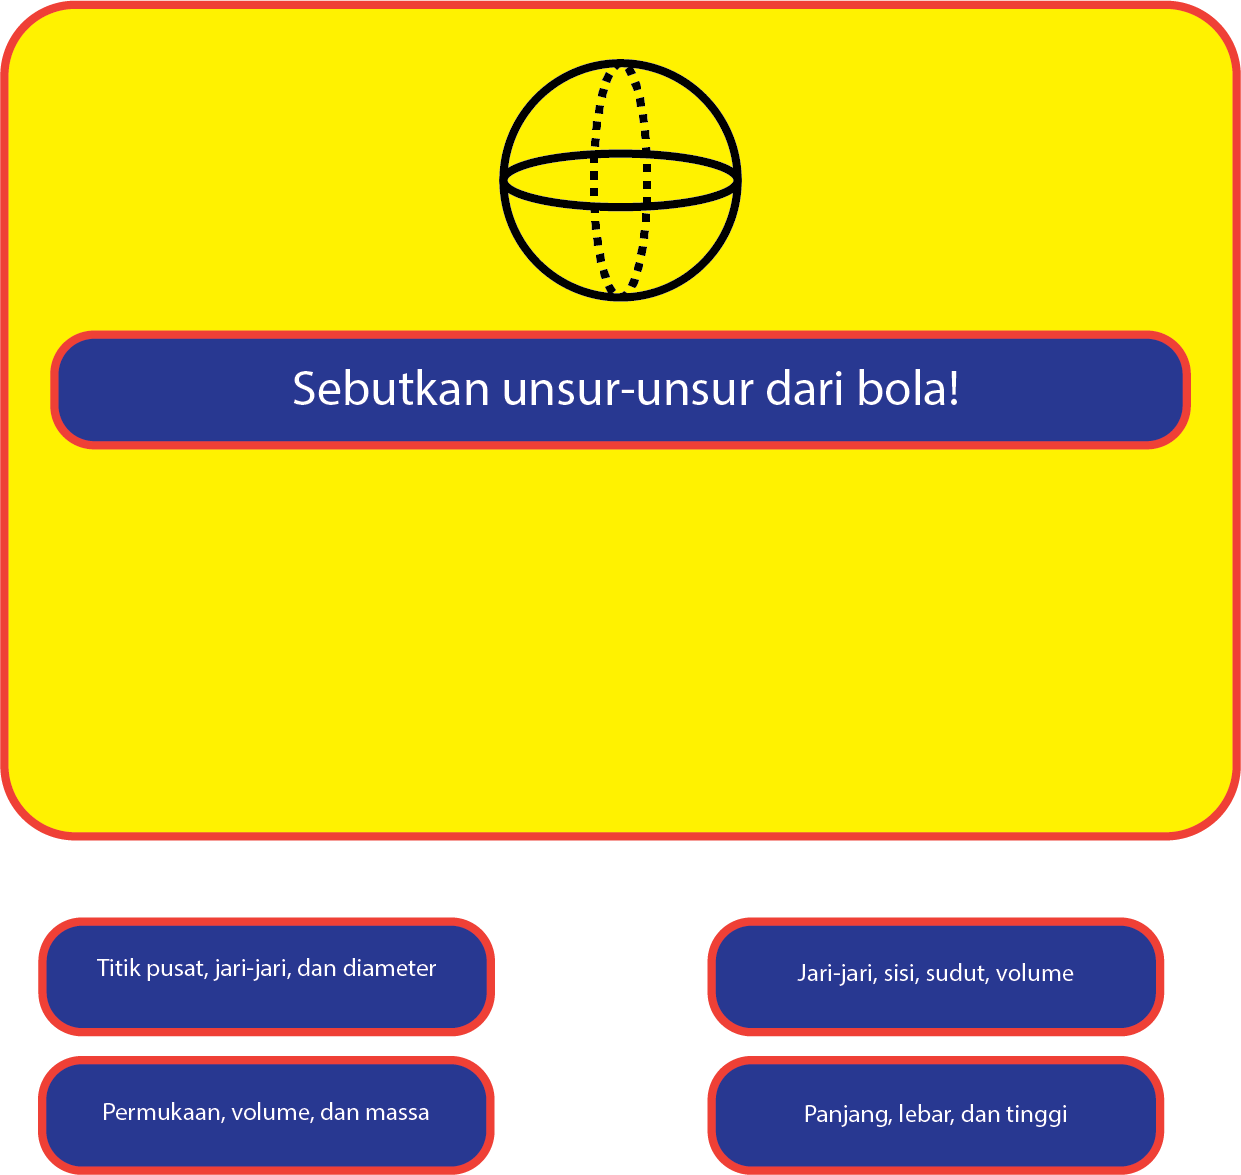 Sebutkan unsur-unsur dari bola!
Titik pusat, jari-jari, dan diameter
Jari-jari, sisi, sudut, volume
Permukaan, volume, dan massa
Panjang, lebar, dan tinggi